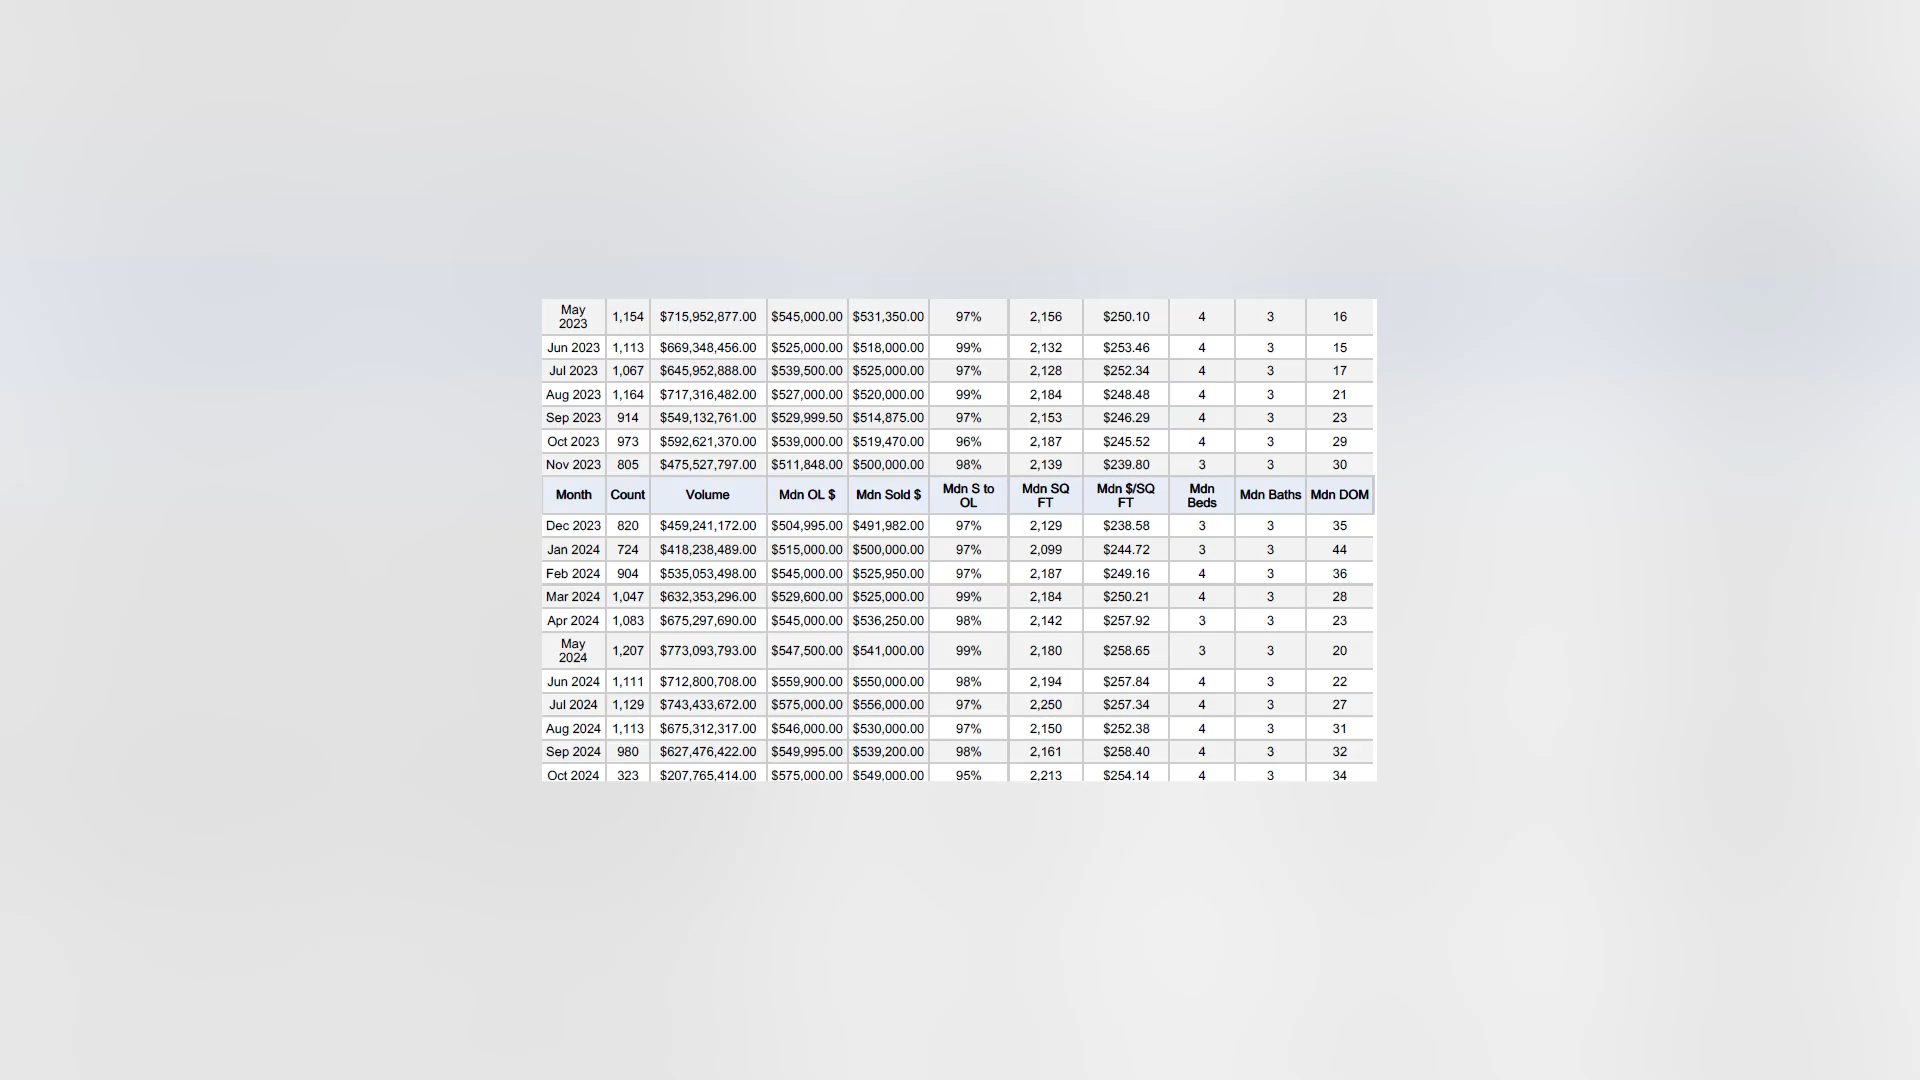 May 2023 1,154 $715,952,877.00 $545,000.00 $531,350.00 97% 2,156 $250.10 4 3 16
Jun 2023 1,113 $669,348,456.00 $525,000.00 $518,000.00 99% 2,132 $253.46 4 3 15
Jul 2023 1,067 $645,952,888.00 $539,500.00 $525,000.00 97% 2,128 $252.34 4 3 17
Aug 2023 1,164 $717,316,482.00 $527,000.00 $520,000.00 99% 2,184 $248.48 4 3 21
Sep 2023 914 $549,132,761.00 $529,999.50 $514,875.00 97% 2,153 $246.29 4 3 23
Oct 2023 973 $592,621,370.00 $539,000.00 $519,470.00 96% 2,187 $245.52 4 3 29
Nov 2023 805 $475,527,797.00 $511,848.00 $500,000.00 98% 2,139 $239.80 3 3 30
Month Count Volume Mdn OL $ Mdn Sold $ Mdn S to OL Mdn SQ FT Mdn $/SQ FT Mdn Beds Mdn Baths Mdn DOM
Dec 2023 820 $459,241,172.00 $504,995.00 $491,982.00 97% 2,129 $238.58 3 3 35
Jan 2024 724 $418,238,489.00 $515,000.00 $500,000.00 97% 2,099 $244.72 3 3 44
Feb 2024 904 $535,053,498.00 $545,000.00 $525,950.00 97% 2,187 $249.16 4 3 36
Mar 2024 1,047 $632,353,296.00 $529,600.00 $525,000.00 99% 2,184 $250.21 4 3 28
Apr 2024 1,083 $675,297,690.00 $545,000.00 $536,250.00 98% 2,142 $257.92 3 3 23
May 2024 1,207 $773,093,793.00 $547,500.00 $541,000.00 99% 2,180 $258.65 3 3 20
Jun 2024 1,111 $712,800,708.00 $559,900.00 $550,000.00 98% 2,194 $257.84 4 3 22
Jul 2024 1,129 $743,433,672.00 $575,000.00 $556,000.00 97% 2,250 $257.34 4 3 27
Aug 2024 1,113 $675,312,317.00 $546,000.00 $530,000.00 97% 2,150 $252.38 4 3 31
Sep 2024 980 $627,476,422.00 $549,995.00 $539,200.00 98% 2,161 $258.40 4 3 32
Oct 2024 323 $207,765,414.00 $575,000.00 $549,000.00 95% 2,213 $254.14 4 3 34